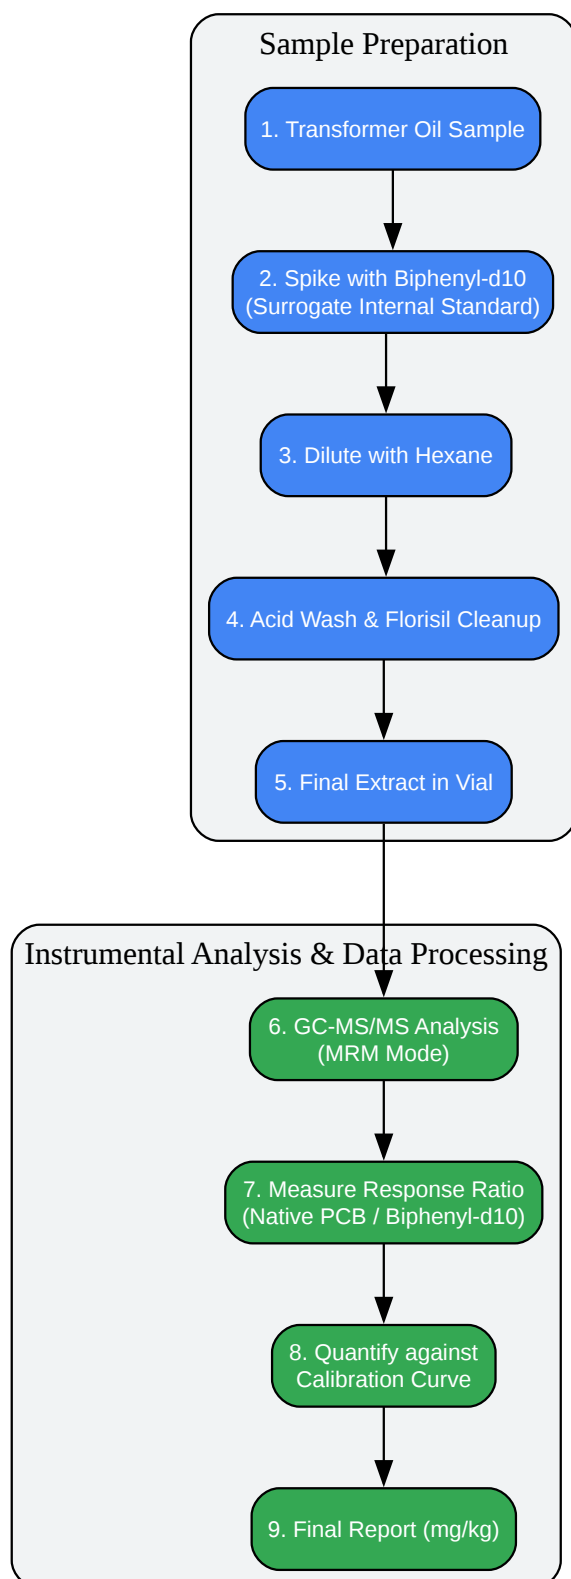 Sample Preparation
1. Transformer Oil Sample
2. Spike with Biphenyl-d10
(Surrogate Internal Standard)
3. Dilute with Hexane
4. Acid Wash & Florisil Cleanup
5. Final Extract in Vial
Instrumental Analysis & Data Processing
6. GC-MS/MS Analysis
(MRM Mode)
7. Measure Response Ratio
(Native PCB / Biphenyl-d10)
8. Quantify against
Calibration Curve
9. Final Report (mg/kg)